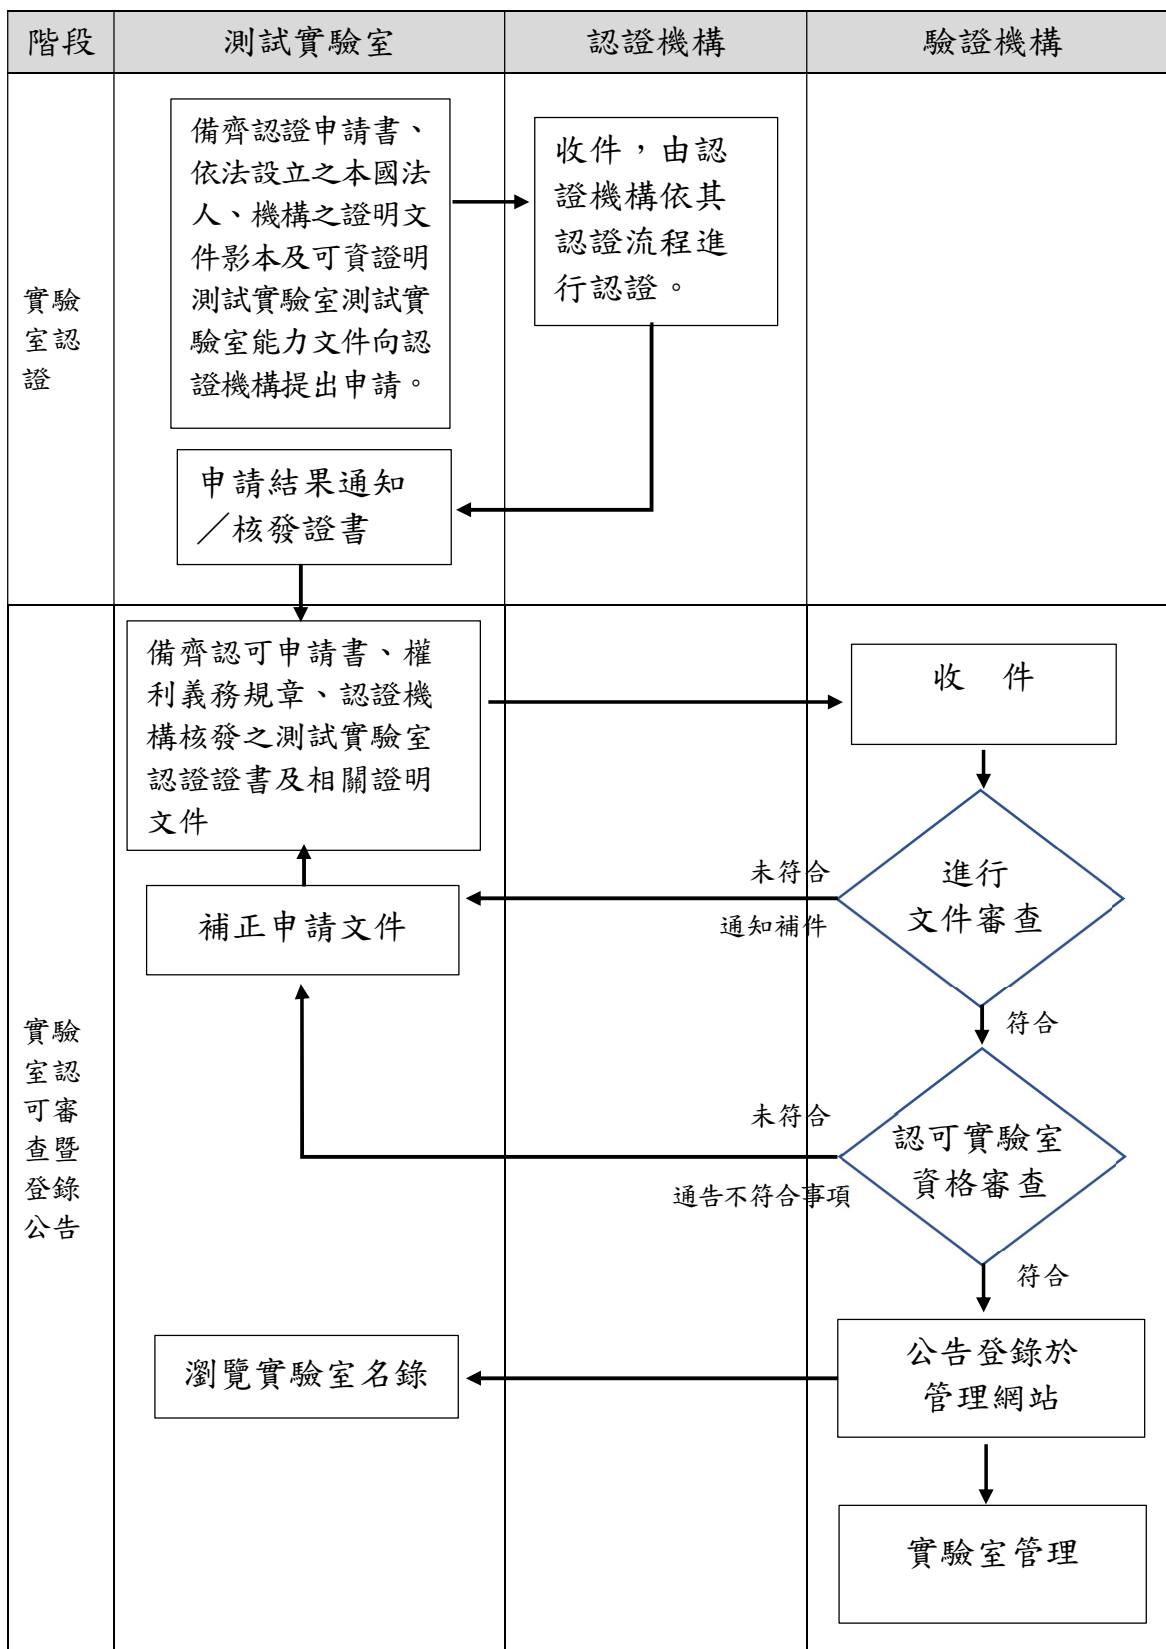 階段
測試實驗室
認證機構
驗證機構
實驗
室認
證
備齊認證申請書、
依法設立之本國法
人、機構之證明文
件影本及可資證明
測試實驗室測試實
驗室能力文件向認
證機構提出申請。
收件，由認
證機構依其
認證流程進
行認證。
申請結果通知
／核發證書
實驗
室認
可審
查暨
登錄
公告
備齊認可申請書、權
利義務規章、認證機
構核發之測試實驗室
認證證書及相關證明
文件
收 件
進行
文件審查
未符合
通知補件
補正申請文件
符合
認可實驗室
資格審查
未符合
通告不符合事項
符合
公告登錄於
管理網站
瀏覽實驗室名錄
實驗室管理